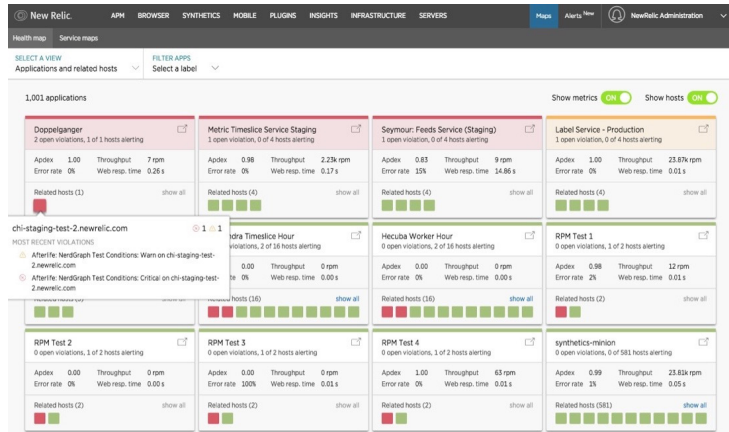 New Relic.
APM BROWSER SYNTHETICS MOBILE PLUGINS INSIGHTS INFRASTRUCTURE SERVERS
Maps Alerts New NewRelic Administration
Health map Service maps
SELECT A VIEW
Applications and related hosts
FILTER APPS
Select a label
1,001 applications
Show metrics ON Show hosts ON
Doppelganger
2 open violations, 1 of 1 hosts alerting
Apdex 1.00 Throughput 7 rpm
Error rate 0% Web resp. time 0.26 s
Related hosts (1) show all
Metric Timeslice Service Staging
1 open violation, 0 of 4 hosts alerting
Apdex 0.98 Throughput 2.23k rpm
Error rate 0% Web resp. time 0.17 s
Related hosts (4) show all
Seymour: Feeds Service (Staging)
1 open violation, 0 of 4 hosts alerting
Apdex 0.83 Throughput 9 rpm
Error rate 15% Web resp. time 14.86 s
Related hosts (4) show all
Label Service - Production
1 open violation, 0 of 4 hosts alerting
Apdex 1.00 Throughput 23.87k rpm
Error rate 0% Web resp. time 0.01 s
Related hosts (4) show all
chi-staging-test-2.newrelic.com 1 1
MOST RECENT VIOLATIONS
Afterlife: NerdGraph Test Conditions: Warn on chi-staging-test-
2.newrelic.com
Afterlife: NerdGraph Test Conditions: Critical on chi-staging-test-
2.newrelic.com
show all
ndra Timeslice Hour
violations, 2 of 16 hosts alerting
0.00 Throughput 0 rpm
0% Web resp. time 0.00 s
Related hosts (16) show all
Hecuba Worker Hour
0 open violations, 2 of 16 hosts alerting
Apdex 0.00 Throughput 0 rpm
Error rate 0% Web resp. time 0.00 s
Related hosts (16) show all
RPM Test 1
0 open violations, 1 of 2 hosts alerting
Apdex 0.98 Throughput 12 rpm
Error rate 2% Web resp. time 0.01 s
Related hosts (2) show all
RPM Test 2
0 open violations, 1 of 2 hosts alerting
Apdex 0.00 Throughput 0 rpm
Error rate 0% Web resp. time 0.00 s
Related hosts (2) show all
RPM Test 3
0 open violations, 1 of 2 hosts alerting
Apdex 0.00 Throughput 0 rpm
Error rate 100% Web resp. time 0.01 s
Related hosts (2) show all
RPM Test 4
0 open violations, 1 of 2 hosts alerting
Apdex 1.00 Throughput 63 rpm
Error rate 0% Web resp. time 0.01 s
Related hosts (2) show all
synthetics-minion
0 open violations, 0 of 581 hosts alerting
Apdex 0.99 Throughput 23.81k rpm
Error rate 1% Web resp. time 0.05 s
Related hosts (581) show all